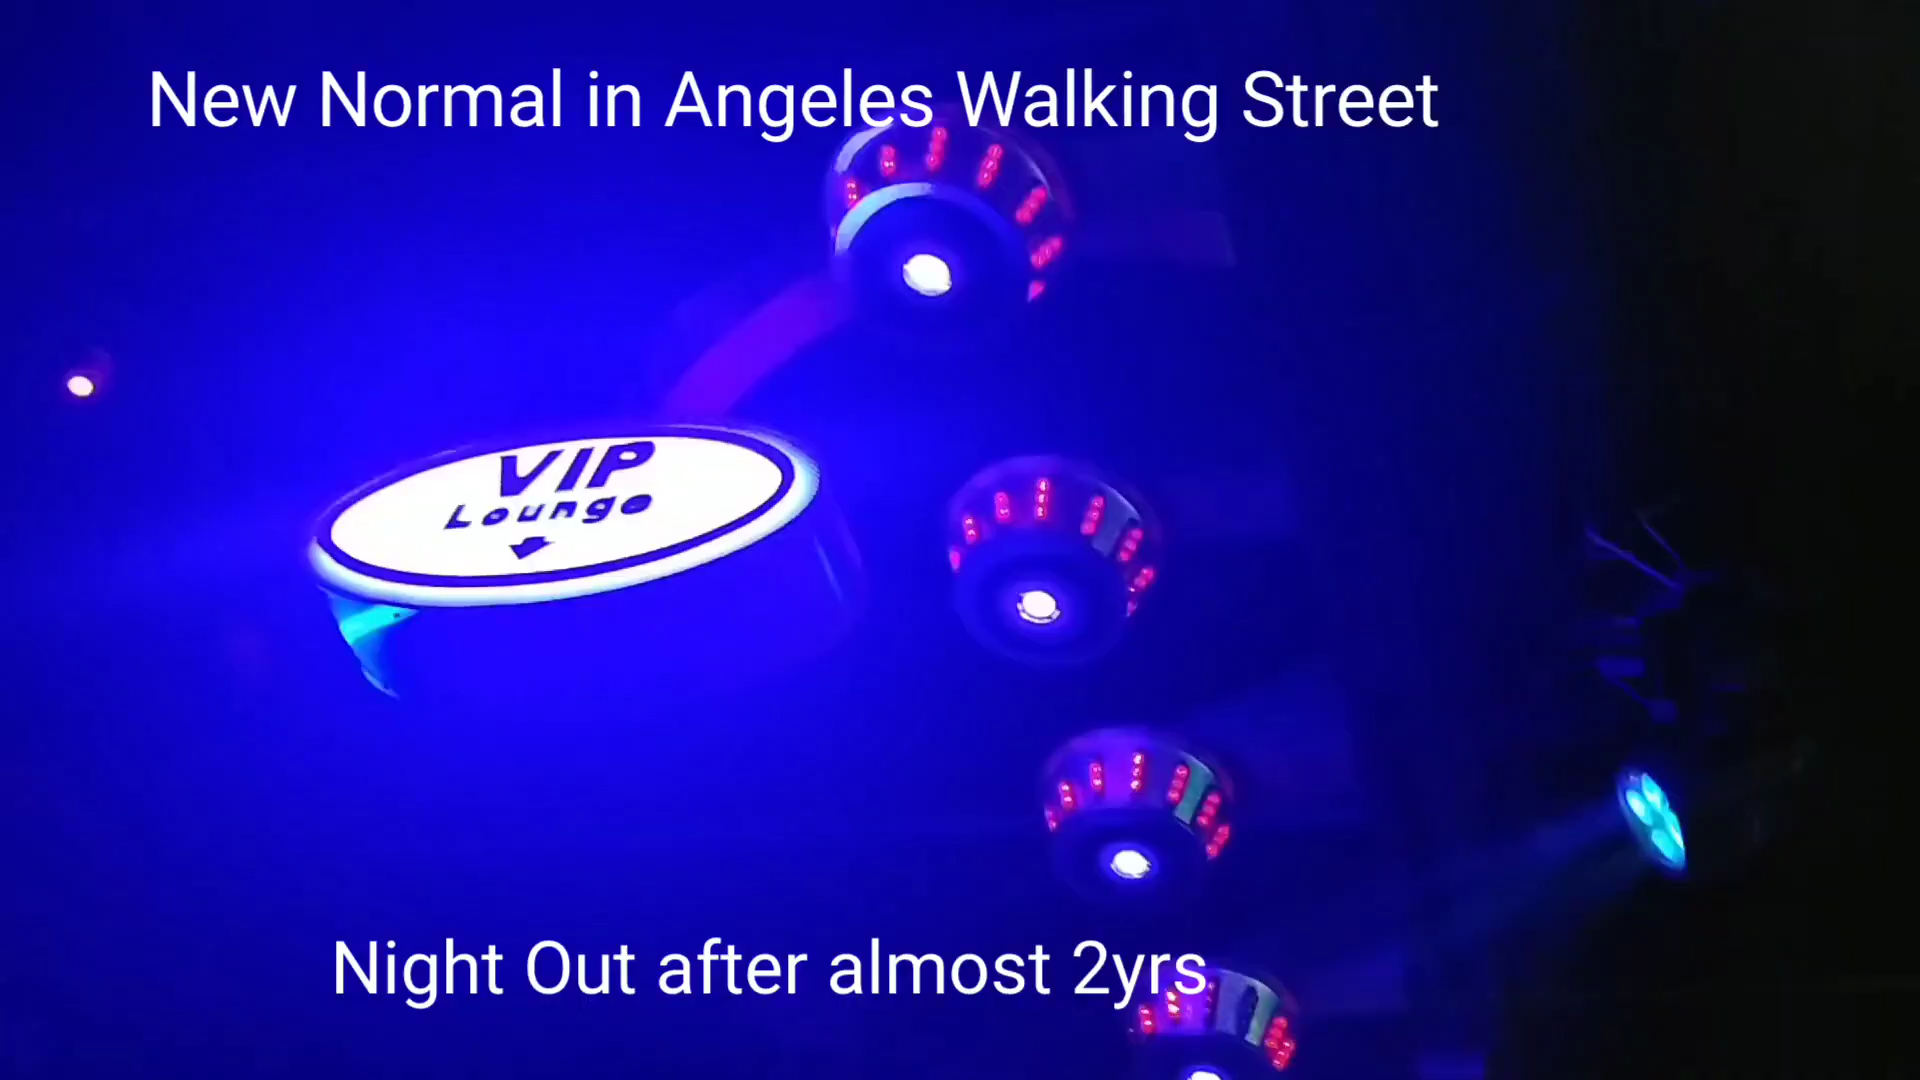 New Normal in Angeles Walking Street
VIP
Lounge
Night Out after almost 2yrs